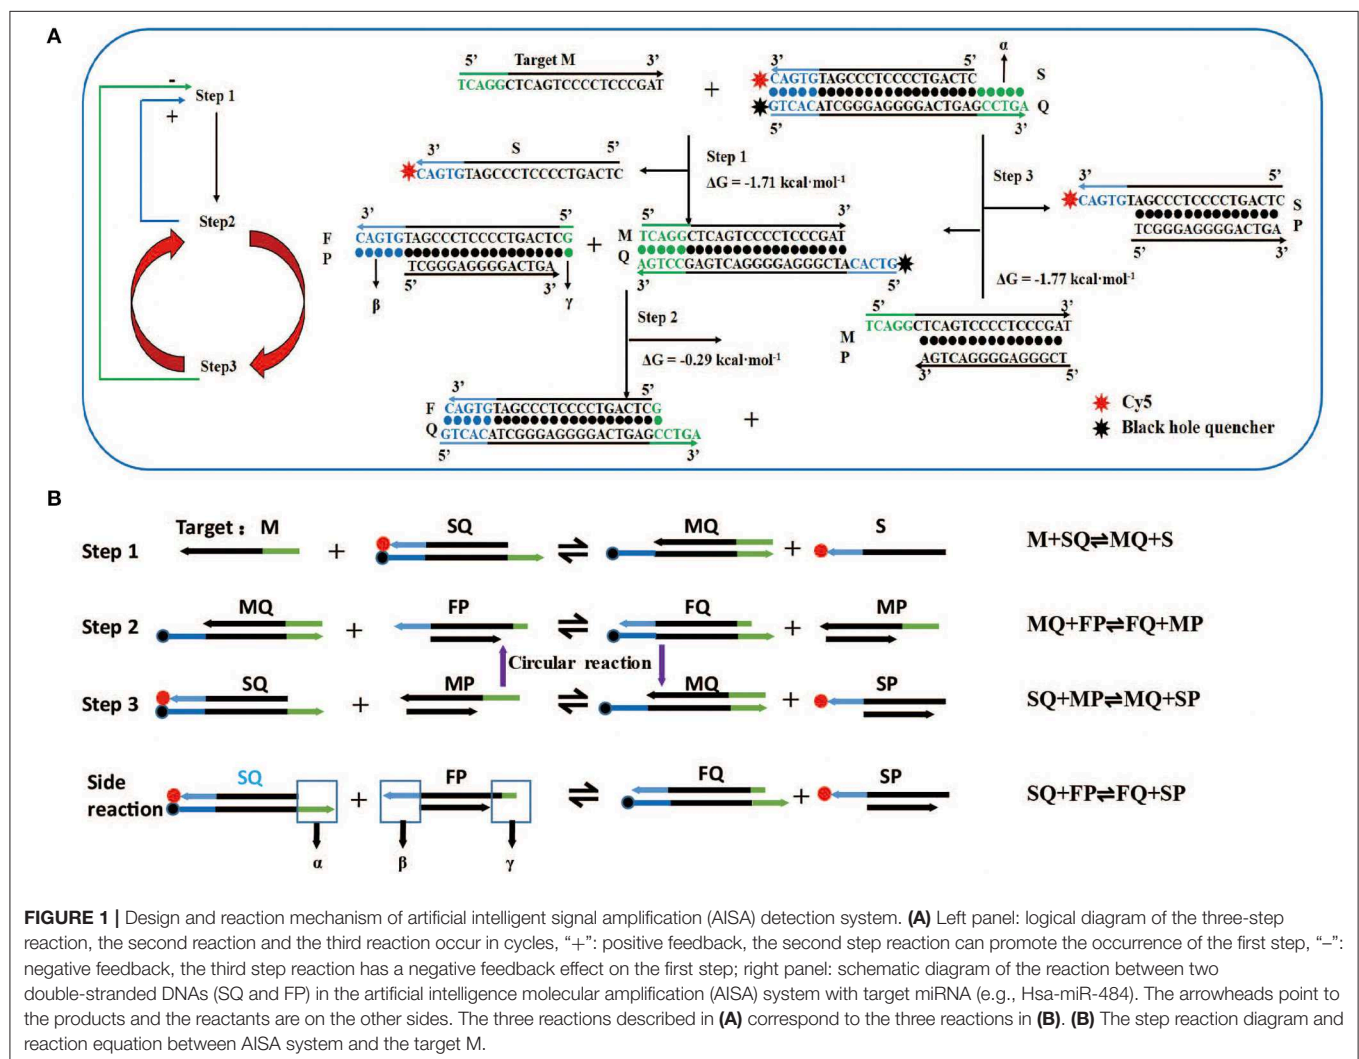 A
5’ Target M 3’
TCAGGCTCAGTCCCCTCCCGAT
+
α
3’ 5’
CAGTGTAGCCCTCCCCTGACTC S
GTCACATCGGGAGGGGACTGAGCCTGA Q
5’ 3’
-
Step 1
+
Step2
Step3
3’ S 5’
CAGTGTAGCCCTCCCCTGACTC
Step 1
ΔG = -1.71 kcal·mol-1
Step 3
3’ 5’
CAGTGTAGCCCTCCCCTGACTC S
TCGGGAGGGGACTGA P
5’ 3’
3’ 5’
F CAGTGTAGCCCTCCCCTGACTCG
P TCGGGAGGGGACTGA
5’ 3’
β γ
+
5’ 3’
M TCAGGCTCAGTCCCCTCCCGAT
Q AGTCCGAGTCAGGGGAGGGCTACACTG
3’ 5’
ΔG = -1.77 kcal·mol-1
Step 2
ΔG = -0.29 kcal·mol-1
5’ 3’
TCAGGCTCAGTCCCCTCCCGAT
M
P AGTCAGGGGAGGGCT
3’ 5’
3’ 5’
F CAGTGTAGCCCTCCCCTGACTCG
Q GTCACATCGGGAGGGGACTGAGCCTGA
5’ 3’
+
Cy5
Black hole quencher
B
Step 1 Target： M + SQ ⇌ MQ + S M+SQ⇌MQ+S
Step 2 MQ + FP ⇌ FQ + MP MQ+FP⇌FQ+MP
Circular reaction
Step 3 SQ + MP ⇌ MQ + SP SQ+MP⇌MQ+SP
Side reaction SQ + FP ⇌ FQ + SP SQ+FP⇌FQ+SP
α β γ
FIGURE 1 | Design and reaction mechanism of artificial intelligent signal amplification (AISA) detection system. (A) Left panel: logical diagram of the three-step
reaction, the second reaction and the third reaction occur in cycles, “+”: positive feedback, the second step reaction can promote the occurrence of the first step, “–”:
negative feedback, the third step reaction has a negative feedback effect on the first step; right panel: schematic diagram of the reaction between two
double-stranded DNAs (SQ and FP) in the artificial intelligence molecular amplification (AISA) system with target miRNA (e.g., Hsa-miR-484). The arrowheads point to
the products and the reactants are on the other sides. The three reactions described in (A) correspond to the three reactions in (B). (B) The step reaction diagram and
reaction equation between AISA system and the target M.